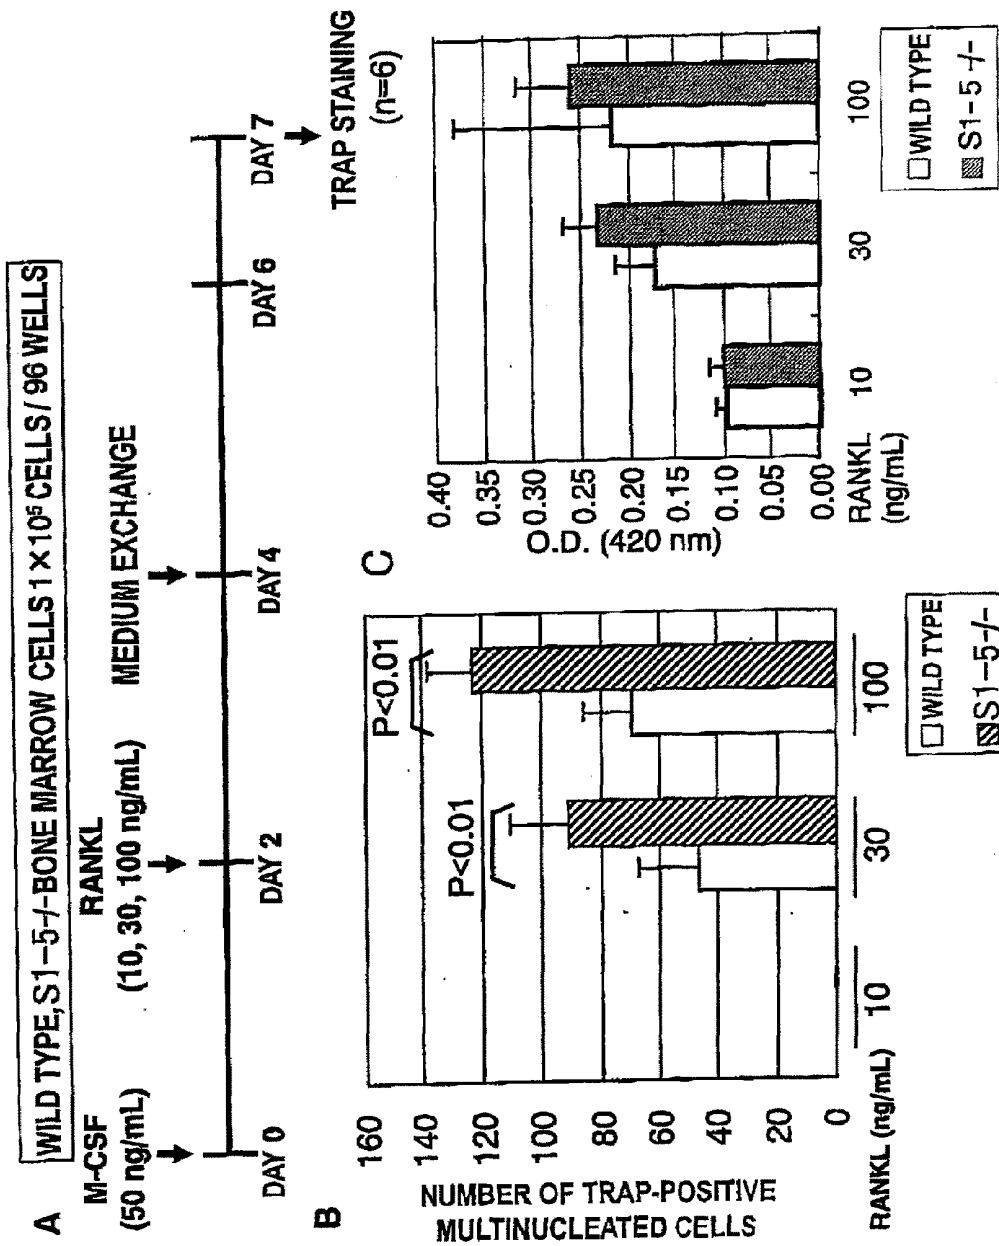 A
WILD TYPE,S1-5-/-BONE MARROW CELLS 1×10⁵ CELLS/ 96 WELLS
M-CSF
(50 ng/mL)
RANKL
(10, 30, 100 ng/mL)
MEDIUM EXCHANGE
DAY 0
DAY 2
DAY 4
DAY 6
DAY 7
TRAP STAINING
(n=6)
B
NUMBER OF TRAP-POSITIVE
MULTINUCLEATED CELLS
160
140
120
100
80
60
40
20
0
P<0.01
P<0.01
RANKL (ng/mL)
10
30
100
WILD TYPE
S1-5-/-
C
O.D. (420 nm)
0.40
0.35
0.30
0.25
0.20
0.15
0.10
0.05
0.00
RANKL
(ng/mL)
10
30
100
WILD TYPE
S1-5-/-